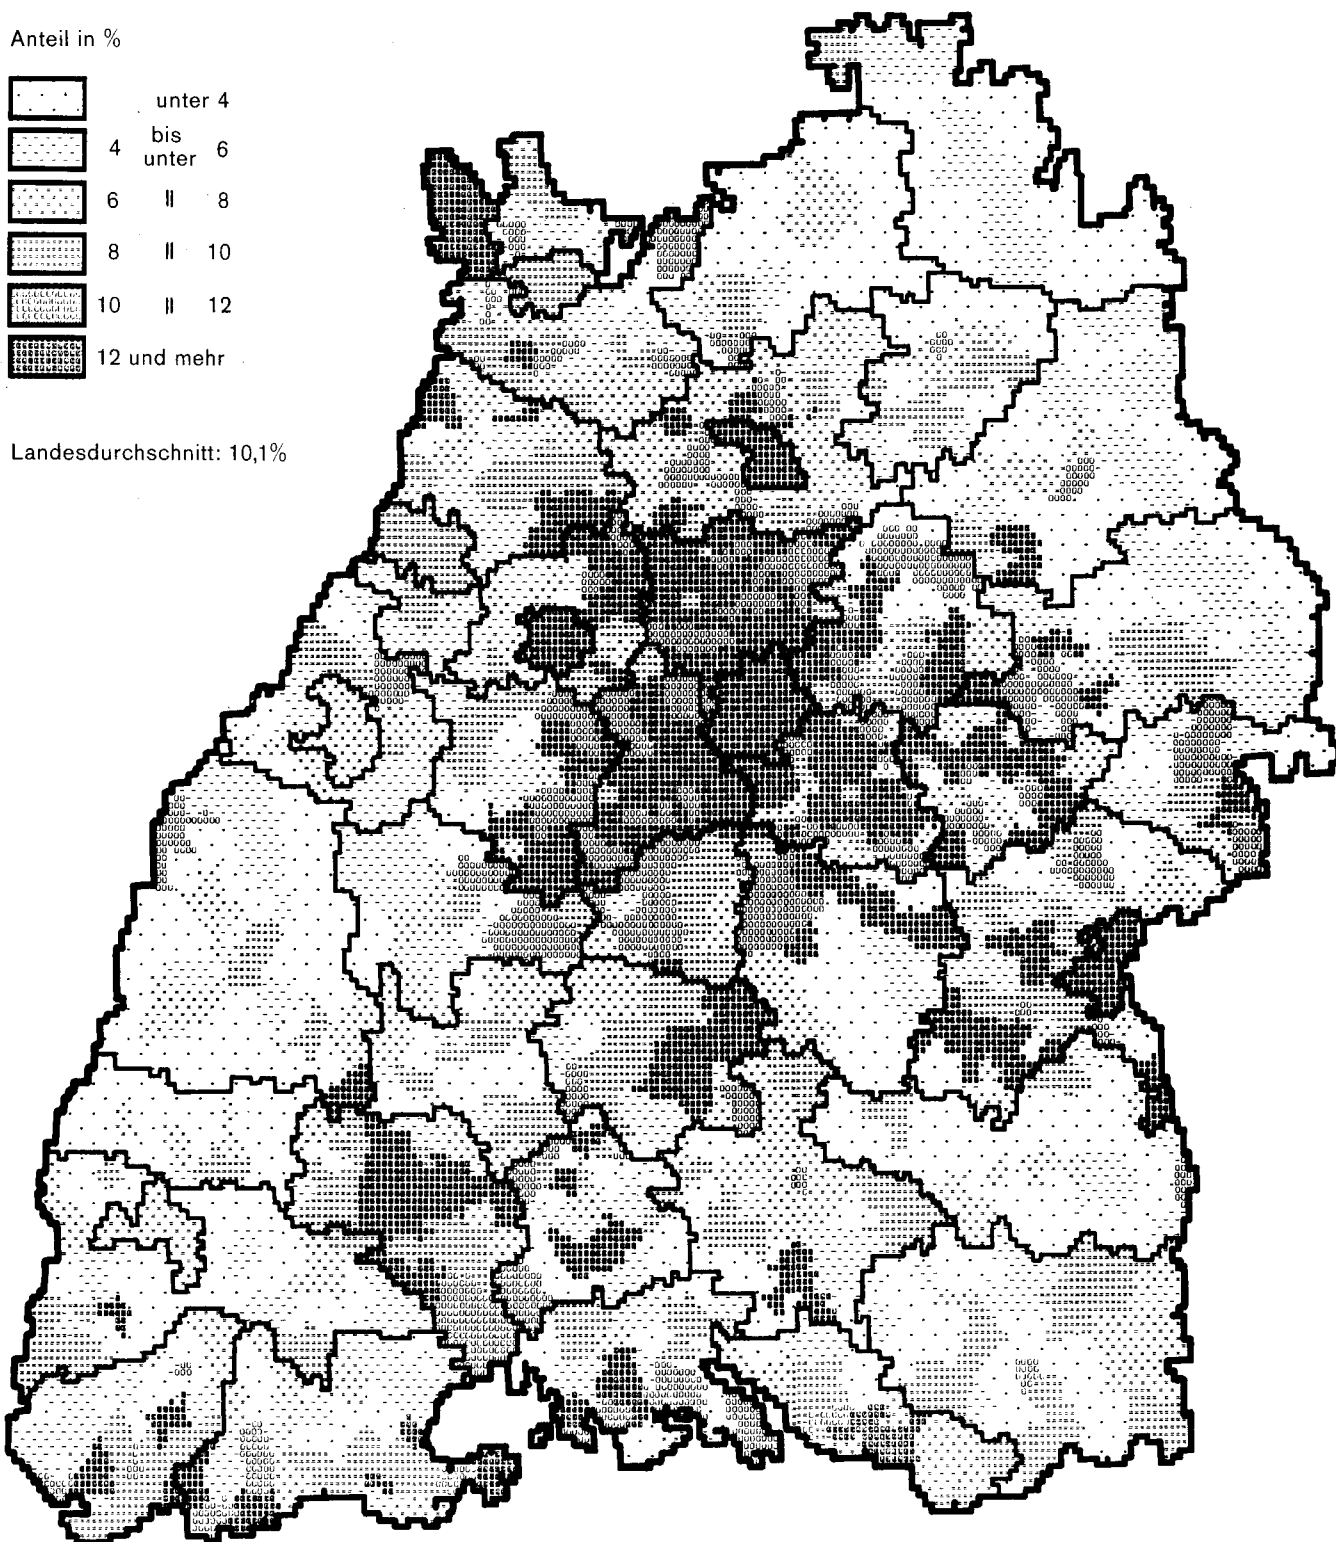 Anteil in %
unter 4
4 bis unter 6
6 " 8
8 " 10
10 " 12
12 und mehr
Landesdurchschnitt: 10,1%